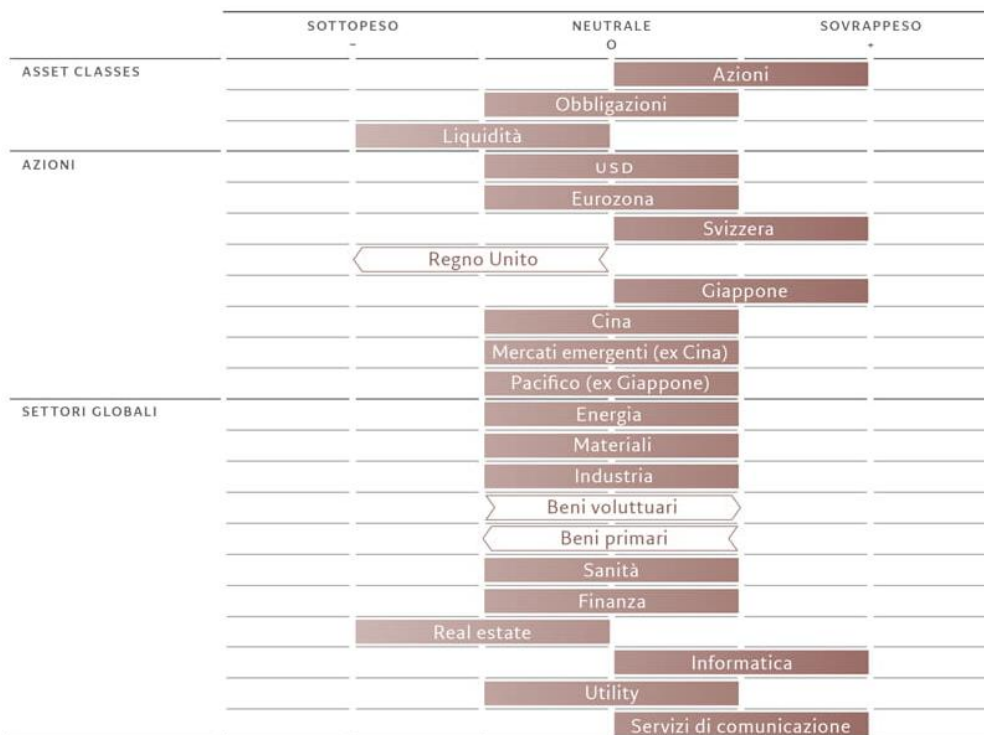 SOTTOPESO NEUTRALE SOVRAPPESO
– O +
ASSET CLASSES Azioni
Obbligazioni
Liquidità
AZIONI USD
Eurozona
Svizzera
Regno Unito
Giappone
Cina
Mercati emergenti (ex Cina)
Pacifico (ex Giappone)
SETTORI GLOBALI Energia
Materiali
Industria
Beni voluttuari
Beni primari
Sanità
Finanza
Real estate
Informatica
Utility
Servizi di comunicazione